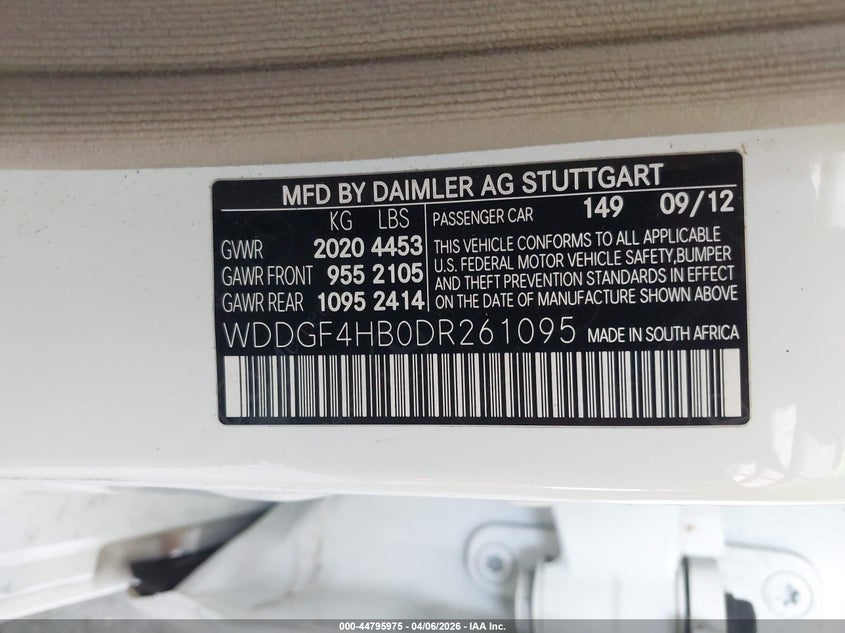 MFD BY DAIMLER AG STUTTGART
KG LBS
GVWR 2020 4453
GAWR FRONT 955 2105
GAWR REAR 1095 2414
PASSENGER CAR 149 09/12
THIS VEHICLE CONFORMS TO ALL APPLICABLE
U.S. FEDERAL MOTOR VEHICLE SAFETY,BUMPER
AND THEFT PREVENTION STANDARDS IN EFFECT
ON THE DATE OF MANUFACTURE SHOWN ABOVE
WDDGF4HB0DR261095 MADE IN SOUTH AFRICA
000-44795975 - 04/06/2026 - IAA Inc.